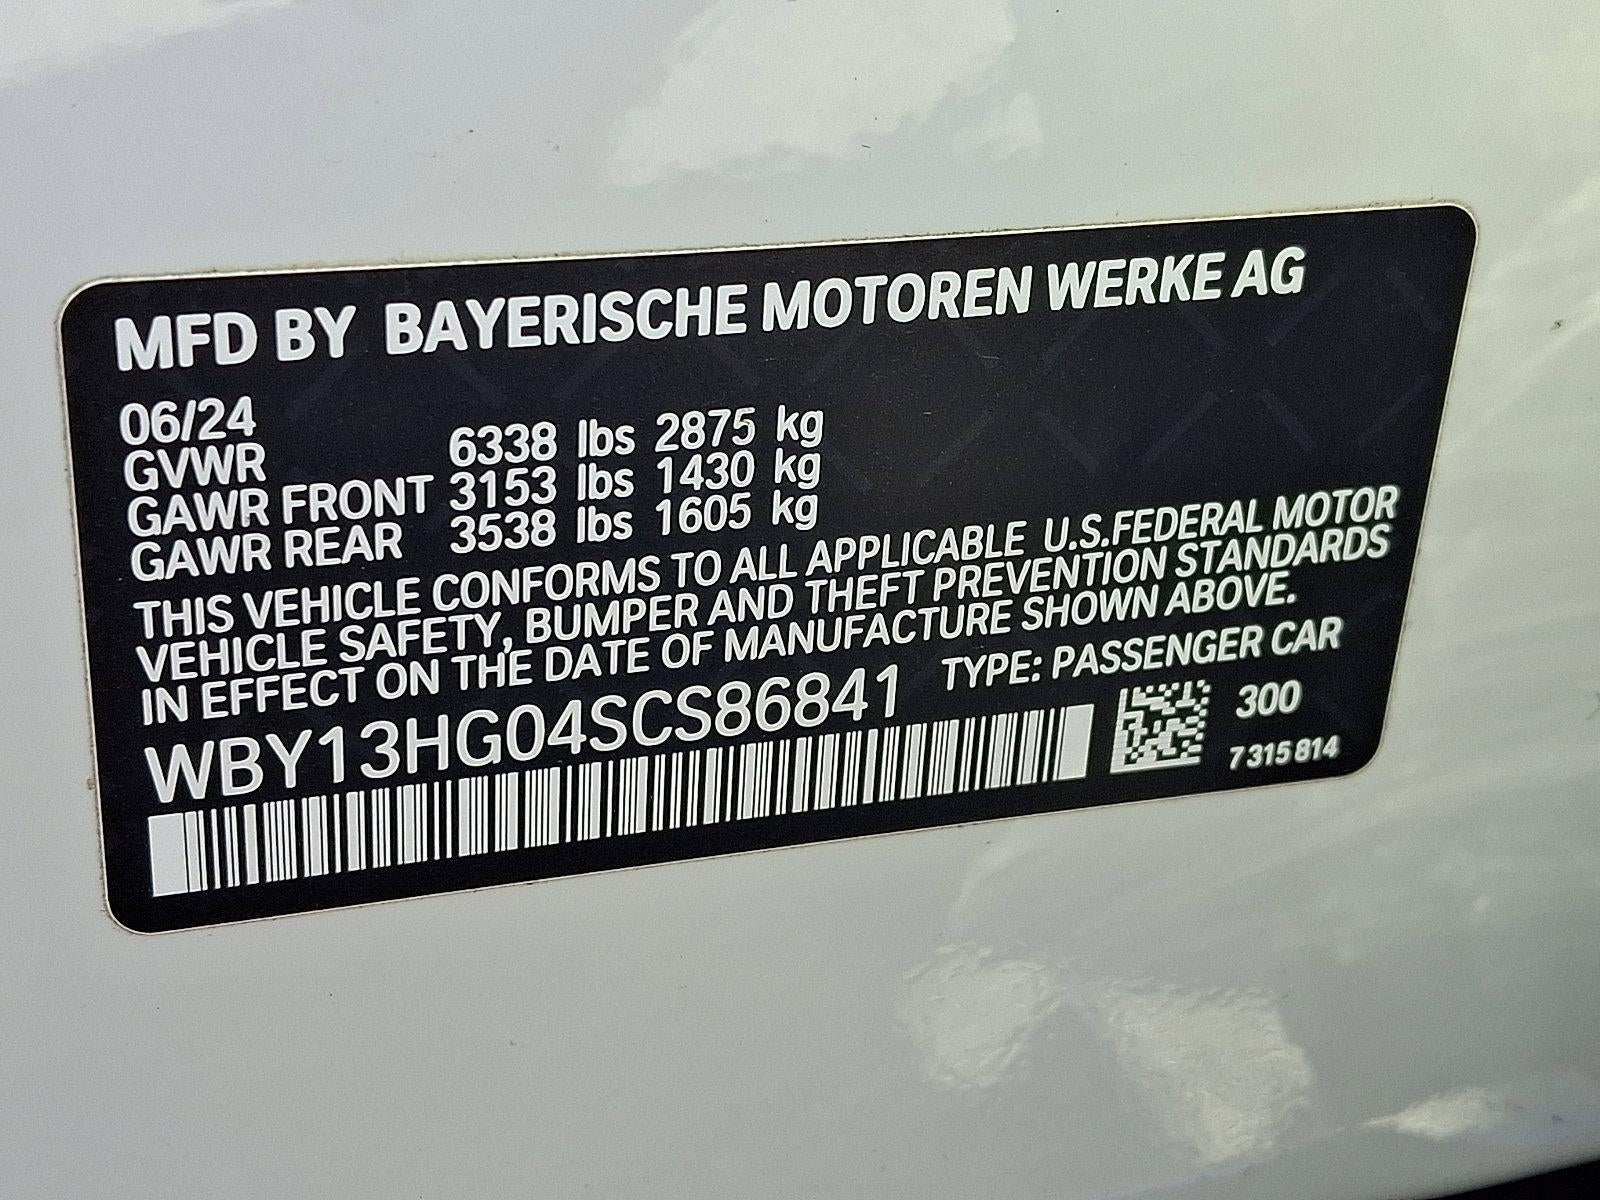 MFD BY BAYERISCHE MOTOREN WERKE AG
06/24
GVWR 6338 lbs 2875 kg
GAWR FRONT 3153 lbs 1430 kg
GAWR REAR 3538 lbs 1605 kg
THIS VEHICLE CONFORMS TO ALL APPLICABLE U.S.FEDERAL MOTOR
VEHICLE SAFETY, BUMPER AND THEFT PREVENTION STANDARDS
IN EFFECT ON THE DATE OF MANUFACTURE SHOWN ABOVE.
WBY13HG04SCS86841 TYPE: PASSENGER CAR
300
7 315 814